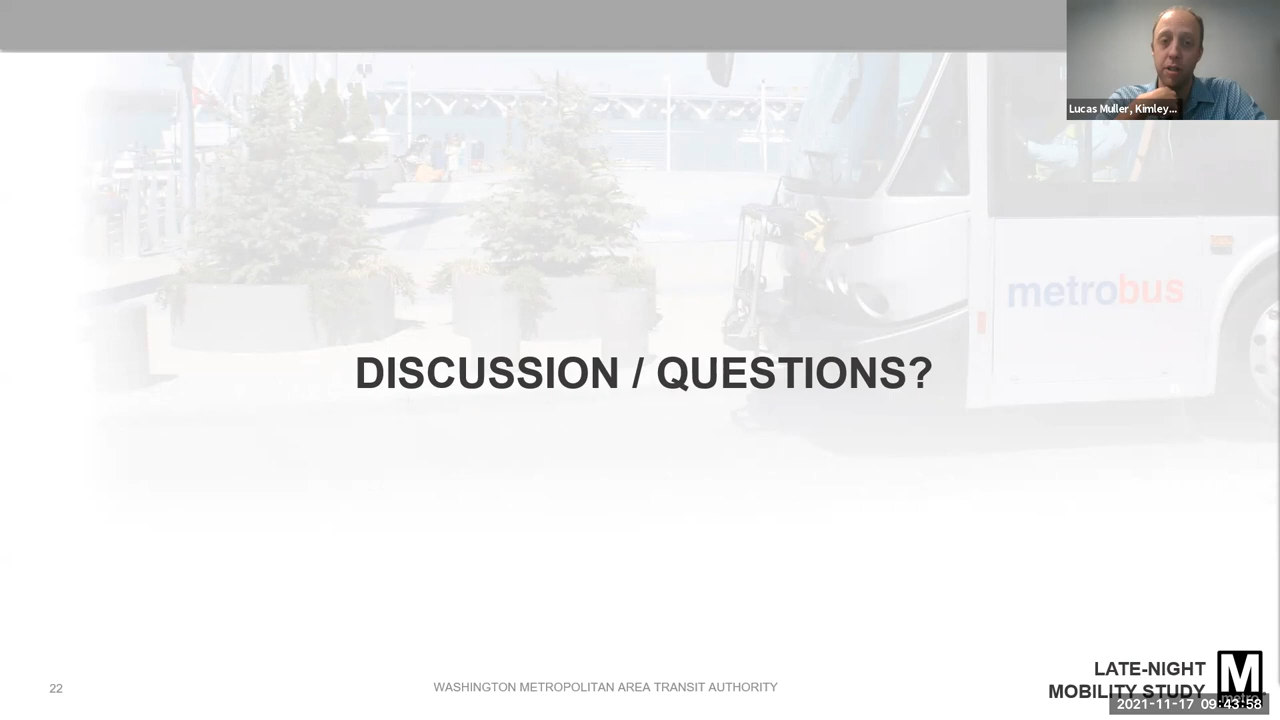 Lucas Muller, Kimley...
metrobus
DISCUSSION / QUESTIONS?
22
WASHINGTON METROPOLITAN AREA TRANSIT AUTHORITY
LATE-NIGHT
MOBILITY STUDY
M
metro
2021-11-17 09:43:58